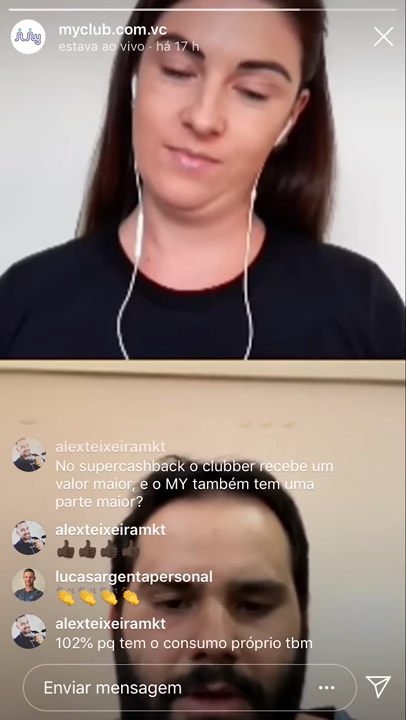 myclub.com.vc
estava ao vivo · há 17 h
alexteixeiramkt
No supercashback o clubber recebe um
valor maior, e o MY também tem uma
parte maior?
alexteixeiramkt
👍🏿👍🏿👍🏿👍🏿
lucasargentapersonal
👏👏👏👏
alexteixeiramkt
102% pq tem o consumo próprio tbm
Enviar mensagem